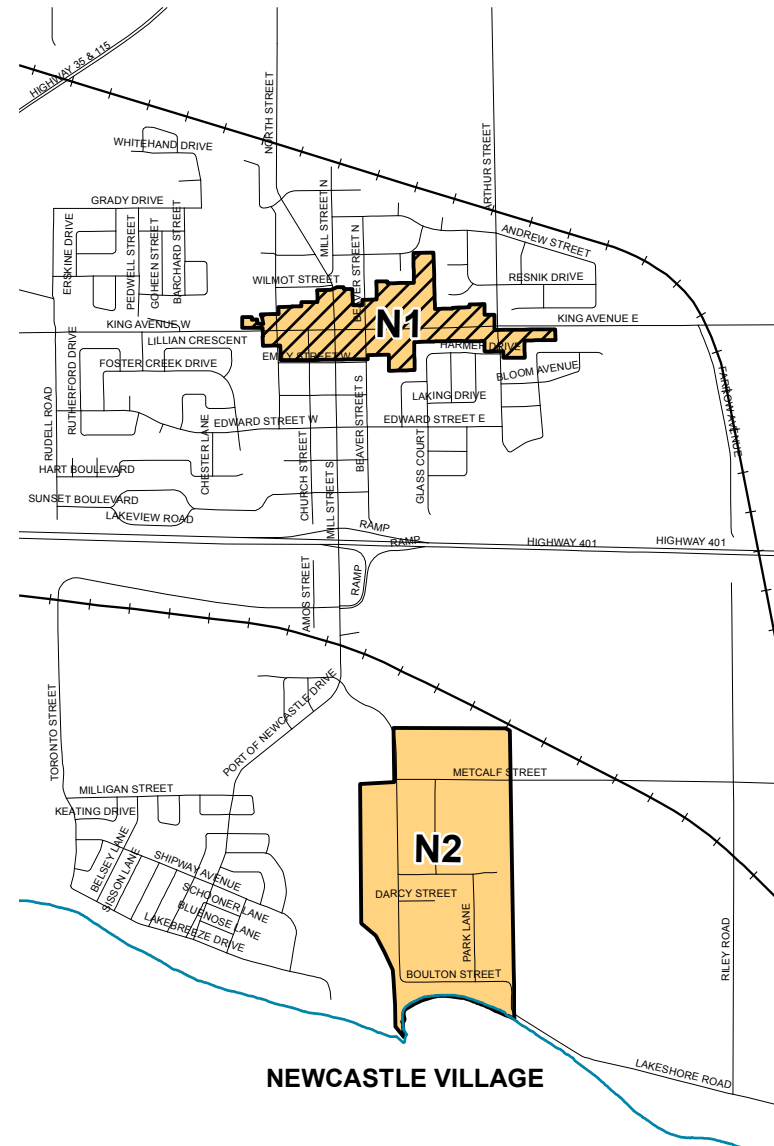 HIGHWAY 35 & 115
NORTH STREET
WHITEHAND DRIVE
ARTHUR STREET
MILL STREET N
GRADY DRIVE
ERSKINE DRIVE
PEDWELL STREET
GOHEEN STREET
BARCHARD STREET
BEAVER STREET N
ANDREW STREET
WILMOT STREET
RESNIK DRIVE
KING AVENUE W
N1
KING AVENUE E
LILLIAN CRESCENT
EMILY STREET W
HARMER DRIVE
FOSTER CREEK DRIVE
BLOOM AVENUE
RUTHERFORD DRIVE
RUDELL ROAD
LAKING DRIVE
FARROW AVENUE
EDWARD STREET W
EDWARD STREET E
BEAVER STREET S
CHESTER LANE
CHURCH STREET
MILL STREET S
GLASS COURT
HART BOULEVARD
SUNSET BOULEVARD
LAKEVIEW ROAD
RAMP
RAMP
HIGHWAY 401
HIGHWAY 401
RAMP
AMOS STREET
TORONTO STREET
PORT OF NEWCASTLE DRIVE
METCALF STREET
MILLIGAN STREET
KEATING DRIVE
N2
BELSEY LANE
SISSON LANE
SHIPWAY AVENUE
SCHOONER LANE
BLUENOSE LANE
LAKEBREEZE DRIVE
DARCY STREET
PARK LANE
BOULTON STREET
RILEY ROAD
LAKESHORE ROAD
NEWCASTLE VILLAGE